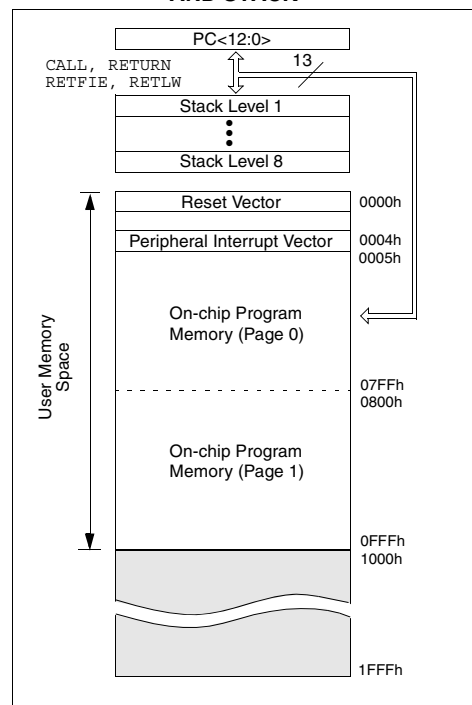 AND STACK
PC<12:0>
CALL, RETURN
RETFIE, RETLW
13
Stack Level 1
Stack Level 8
Reset Vector
0000h
Peripheral Interrupt Vector
0004h
0005h
User Memory
Space
On-chip Program
Memory (Page 0)
07FFh
0800h
On-chip Program
Memory (Page 1)
0FFFh
1000h
1FFFh